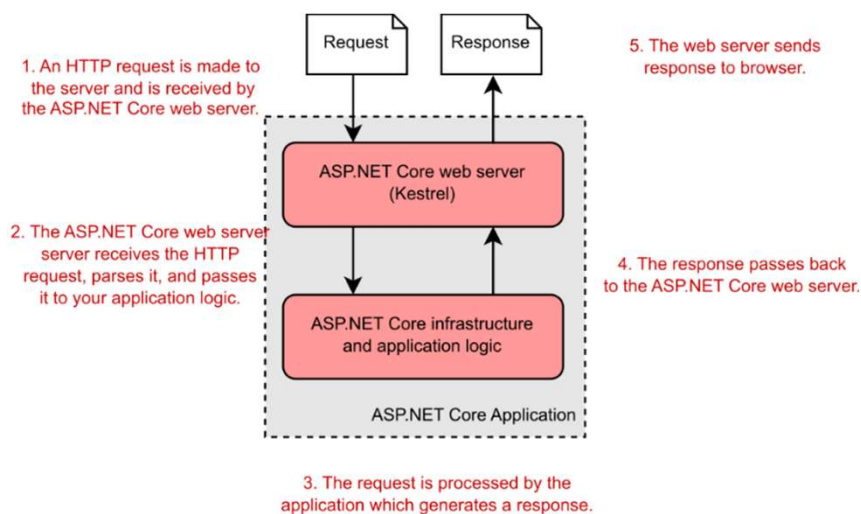 Request
Response
1. An HTTP request is made to
the server and is received by
the ASP.NET Core web server.
5. The web server sends
response to browser.
ASP.NET Core web server
(Kestrel)
2. The ASP.NET Core web server
server receives the HTTP
request, parses it, and passes
it to your application logic.
4. The response passes back
to the ASP.NET Core web server.
ASP.NET Core infrastructure
and application logic
ASP.NET Core Application
3. The request is processed by the
application which generates a response.